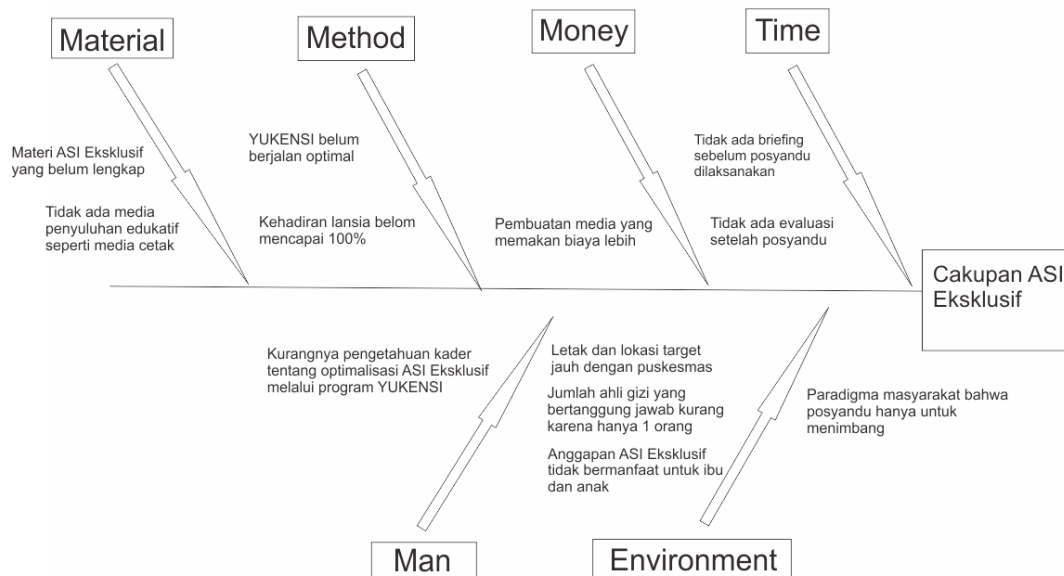 Material
Method
Money
Time
Materi ASI Eksklusif
yang belum lengkap
Tidak ada media
penyuluhan edukatif
seperti media cetak
YUKENSI belum
berjalan optimal
Kehadiran lansia belom
mencapai 100%
Pembuatan media yang
memakan biaya lebih
Tidak ada briefing
sebelum posyandu
dilaksanakan
Tidak ada evaluasi
setelah posyandu
Cakupan ASI
Eksklusif
Kurangnya pengetahuan kader
tentang optimalisasi ASI Eksklusif
melalui program YUKENSI
Letak dan lokasi target
jauh dengan puskesmas
Jumlah ahli gizi yang
bertanggung jawab kurang
karena hanya 1 orang
Anggapan ASI Eksklusif
tidak bermanfaat untuk ibu
dan anak
Paradigma masyarakat bahwa
posyandu hanya untuk
menimbang
Man
Environment